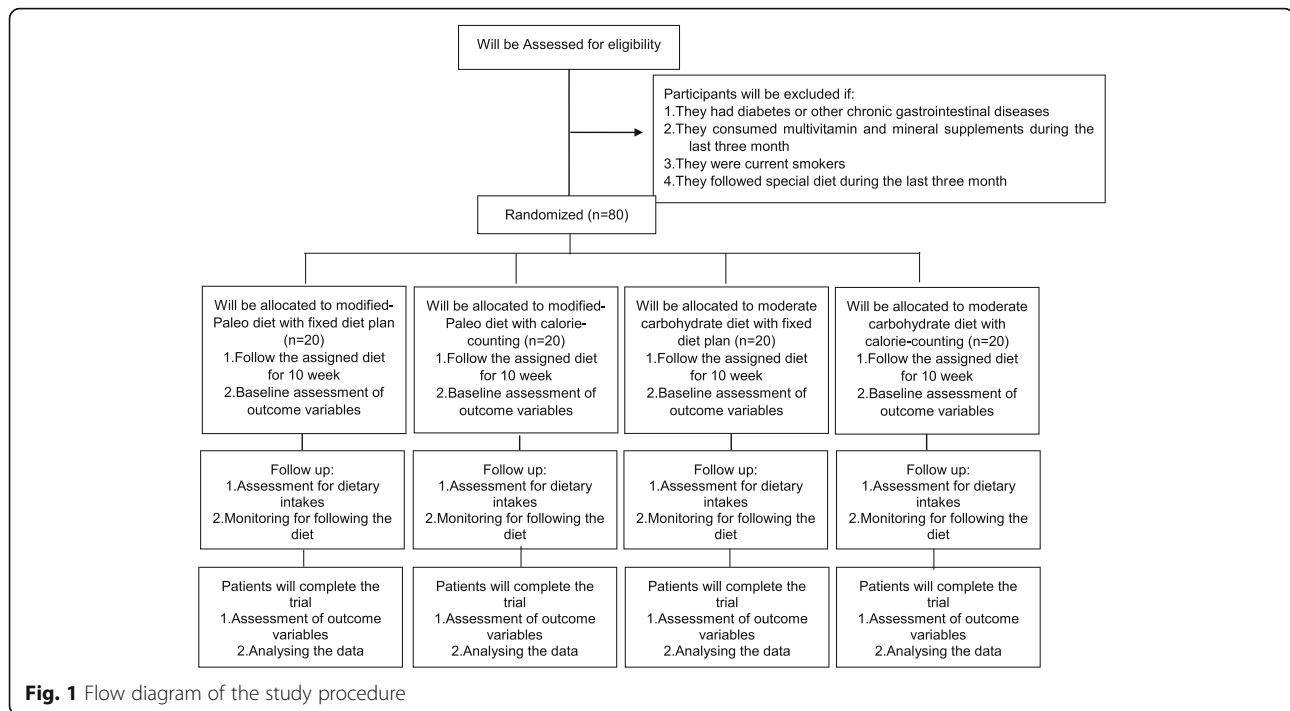 Will be Assessed for eligibility
Participants will be excluded if:
1.They had diabetes or other chronic gastrointestinal diseases
2.They consumed multivitamin and mineral supplements during the
last three month
3.They were current smokers
4.They followed special diet during the last three month
Randomized (n=80)
Will be allocated to modified-
Paleo diet with fixed diet plan
(n=20)
1.Follow the assigned diet
for 10 week
2.Baseline assessment of
outcome variables
Will be allocated to modified-
Paleo diet with calorie-
counting (n=20)
1.Follow the assigned diet
for 10 week
2.Baseline assessment of
outcome variables
Will be allocated to moderate
carbohydrate diet with fixed
diet plan (n=20)
1.Follow the assigned diet
for 10 week
2.Baseline assessment of
outcome variables
Will be allocated to moderate
carbohydrate diet with
calorie-counting (n=20)
1.Follow the assigned diet
for 10 week
2.Baseline assessment of
outcome variables
Follow up:
1.Assessment for dietary
intakes
2.Monitoring for following the
diet
Follow up:
1.Assessment for dietary
intakes
2.Monitoring for following the
diet
Follow up:
1.Assessment for dietary
intakes
2.Monitoring for following the
diet
Follow up:
1.Assessment for dietary
intakes
2.Monitoring for following the
diet
Patients will complete the
trial
1.Assessment of outcome
variables
2.Analysing the data
Patients will complete the
trial
1.Assessment of outcome
variables
2.Analysing the data
Patients will complete the
trial
1.Assessment of outcome
variables
2.Analysing the data
Patients will complete the
trial
1.Assessment of outcome
variables
2.Analysing the data
Fig. 1 Flow diagram of the study procedure